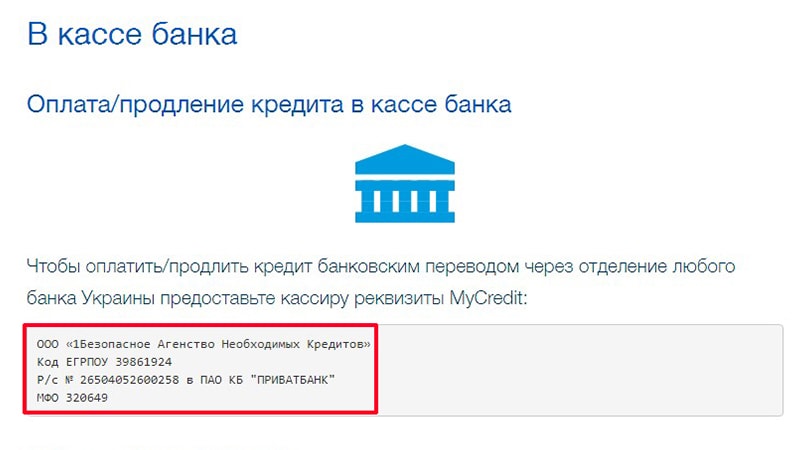 В кассе банка
Оплата/продление кредита в кассе банка
Чтобы оплатить/продлить кредит банковским переводом через отделение любого
банка Украины предоставьте кассиру реквизиты MyCredit:
ООО «1Безопасное Агенство Необходимых Кредитов»
Код ЕГРПОУ 39861924
Р/с № 26504052600258 в ПАО КБ "ПРИВАТБАНК"
МФО 320649